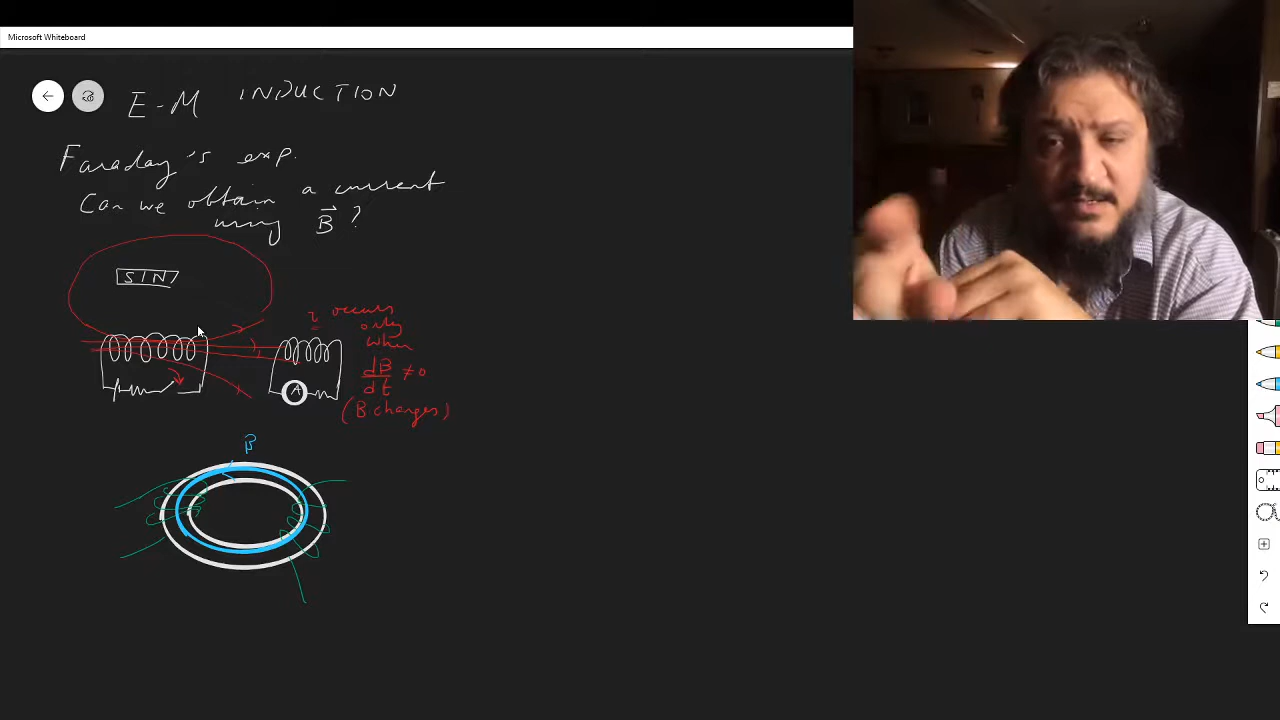 Microsoft Whiteboard
E-M INDUCTION
Faraday's exp.
Can we obtain a current
using B⃗ ?
S | N
i occurs
only
when
dB/dt ≠ 0
(B changes)
A
B